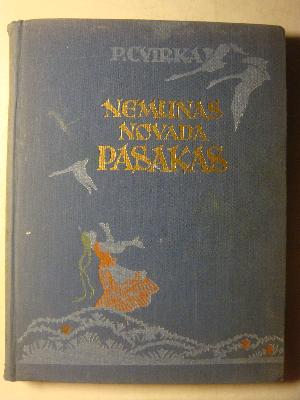 P. CVIRKA
NEMUNAS
NOVADA
PASAKAS